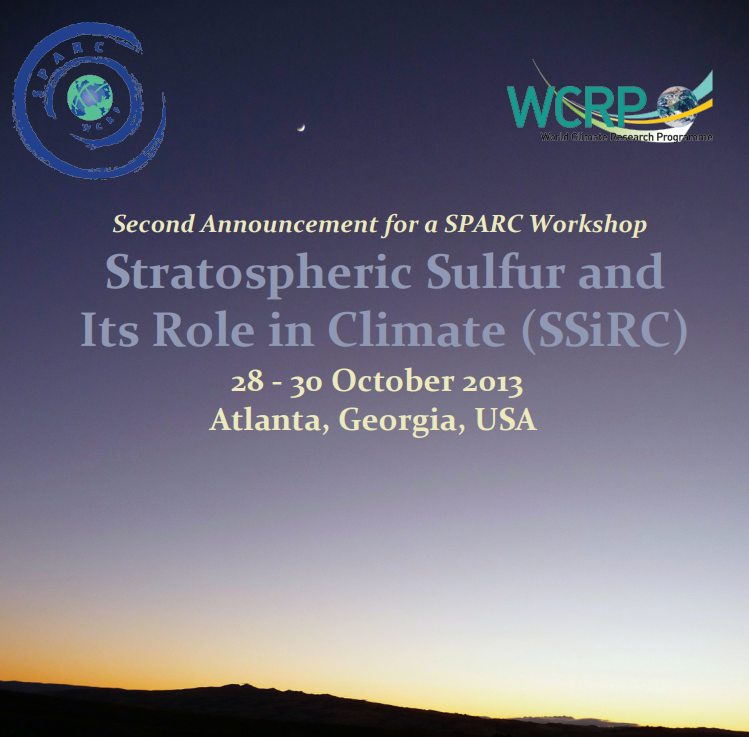 SPARC
WCRP
WCRP
World Climate Research Programme
Second Announcement for a SPARC Workshop
Stratospheric Sulfur and
Its Role in Climate (SSiRC)
28 - 30 October 2013
Atlanta, Georgia, USA